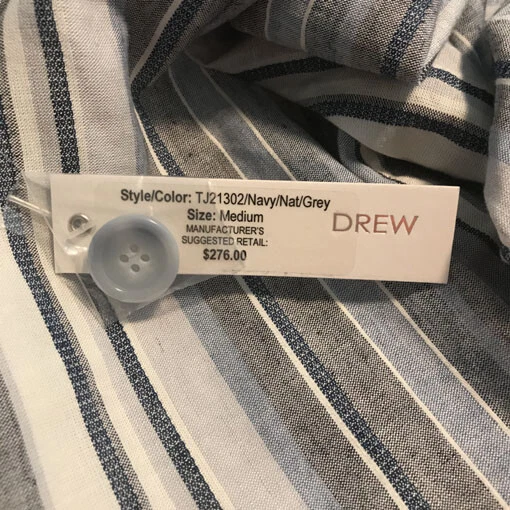 Style/Color: TJ21302/Navy/Nat/Grey
Size: Medium
MANUFACTURER'S
SUGGESTED RETAIL:
$276.00
DREW